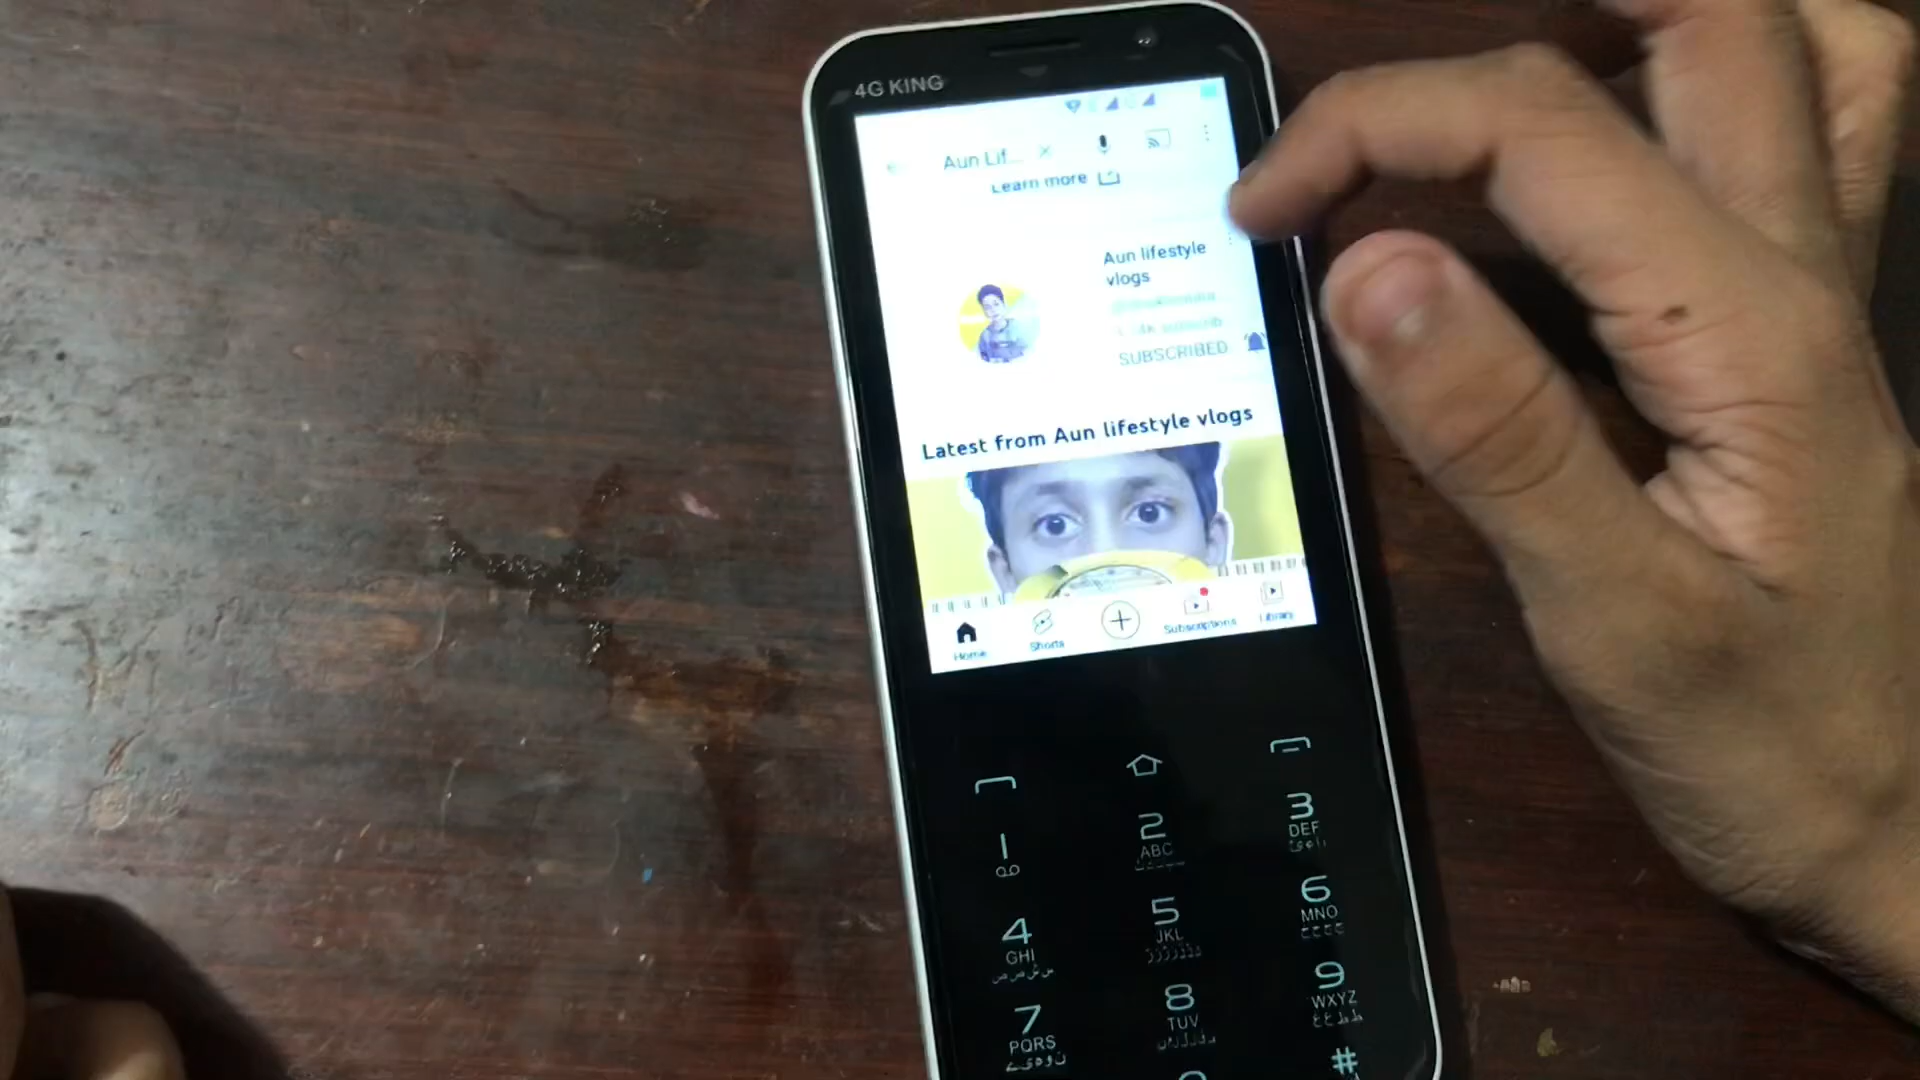 4G KING
Aun Lif...
Learn more
Aun lifestyle
vlogs
SUBSCRIBED
Latest from Aun lifestyle vlogs
Home
Shorts
Subscriptions
Library
1
2
ABC
3
DEF
4
GHI
5
JKL
6
MNO
7
PQRS
8
TUV
9
WXYZ
#